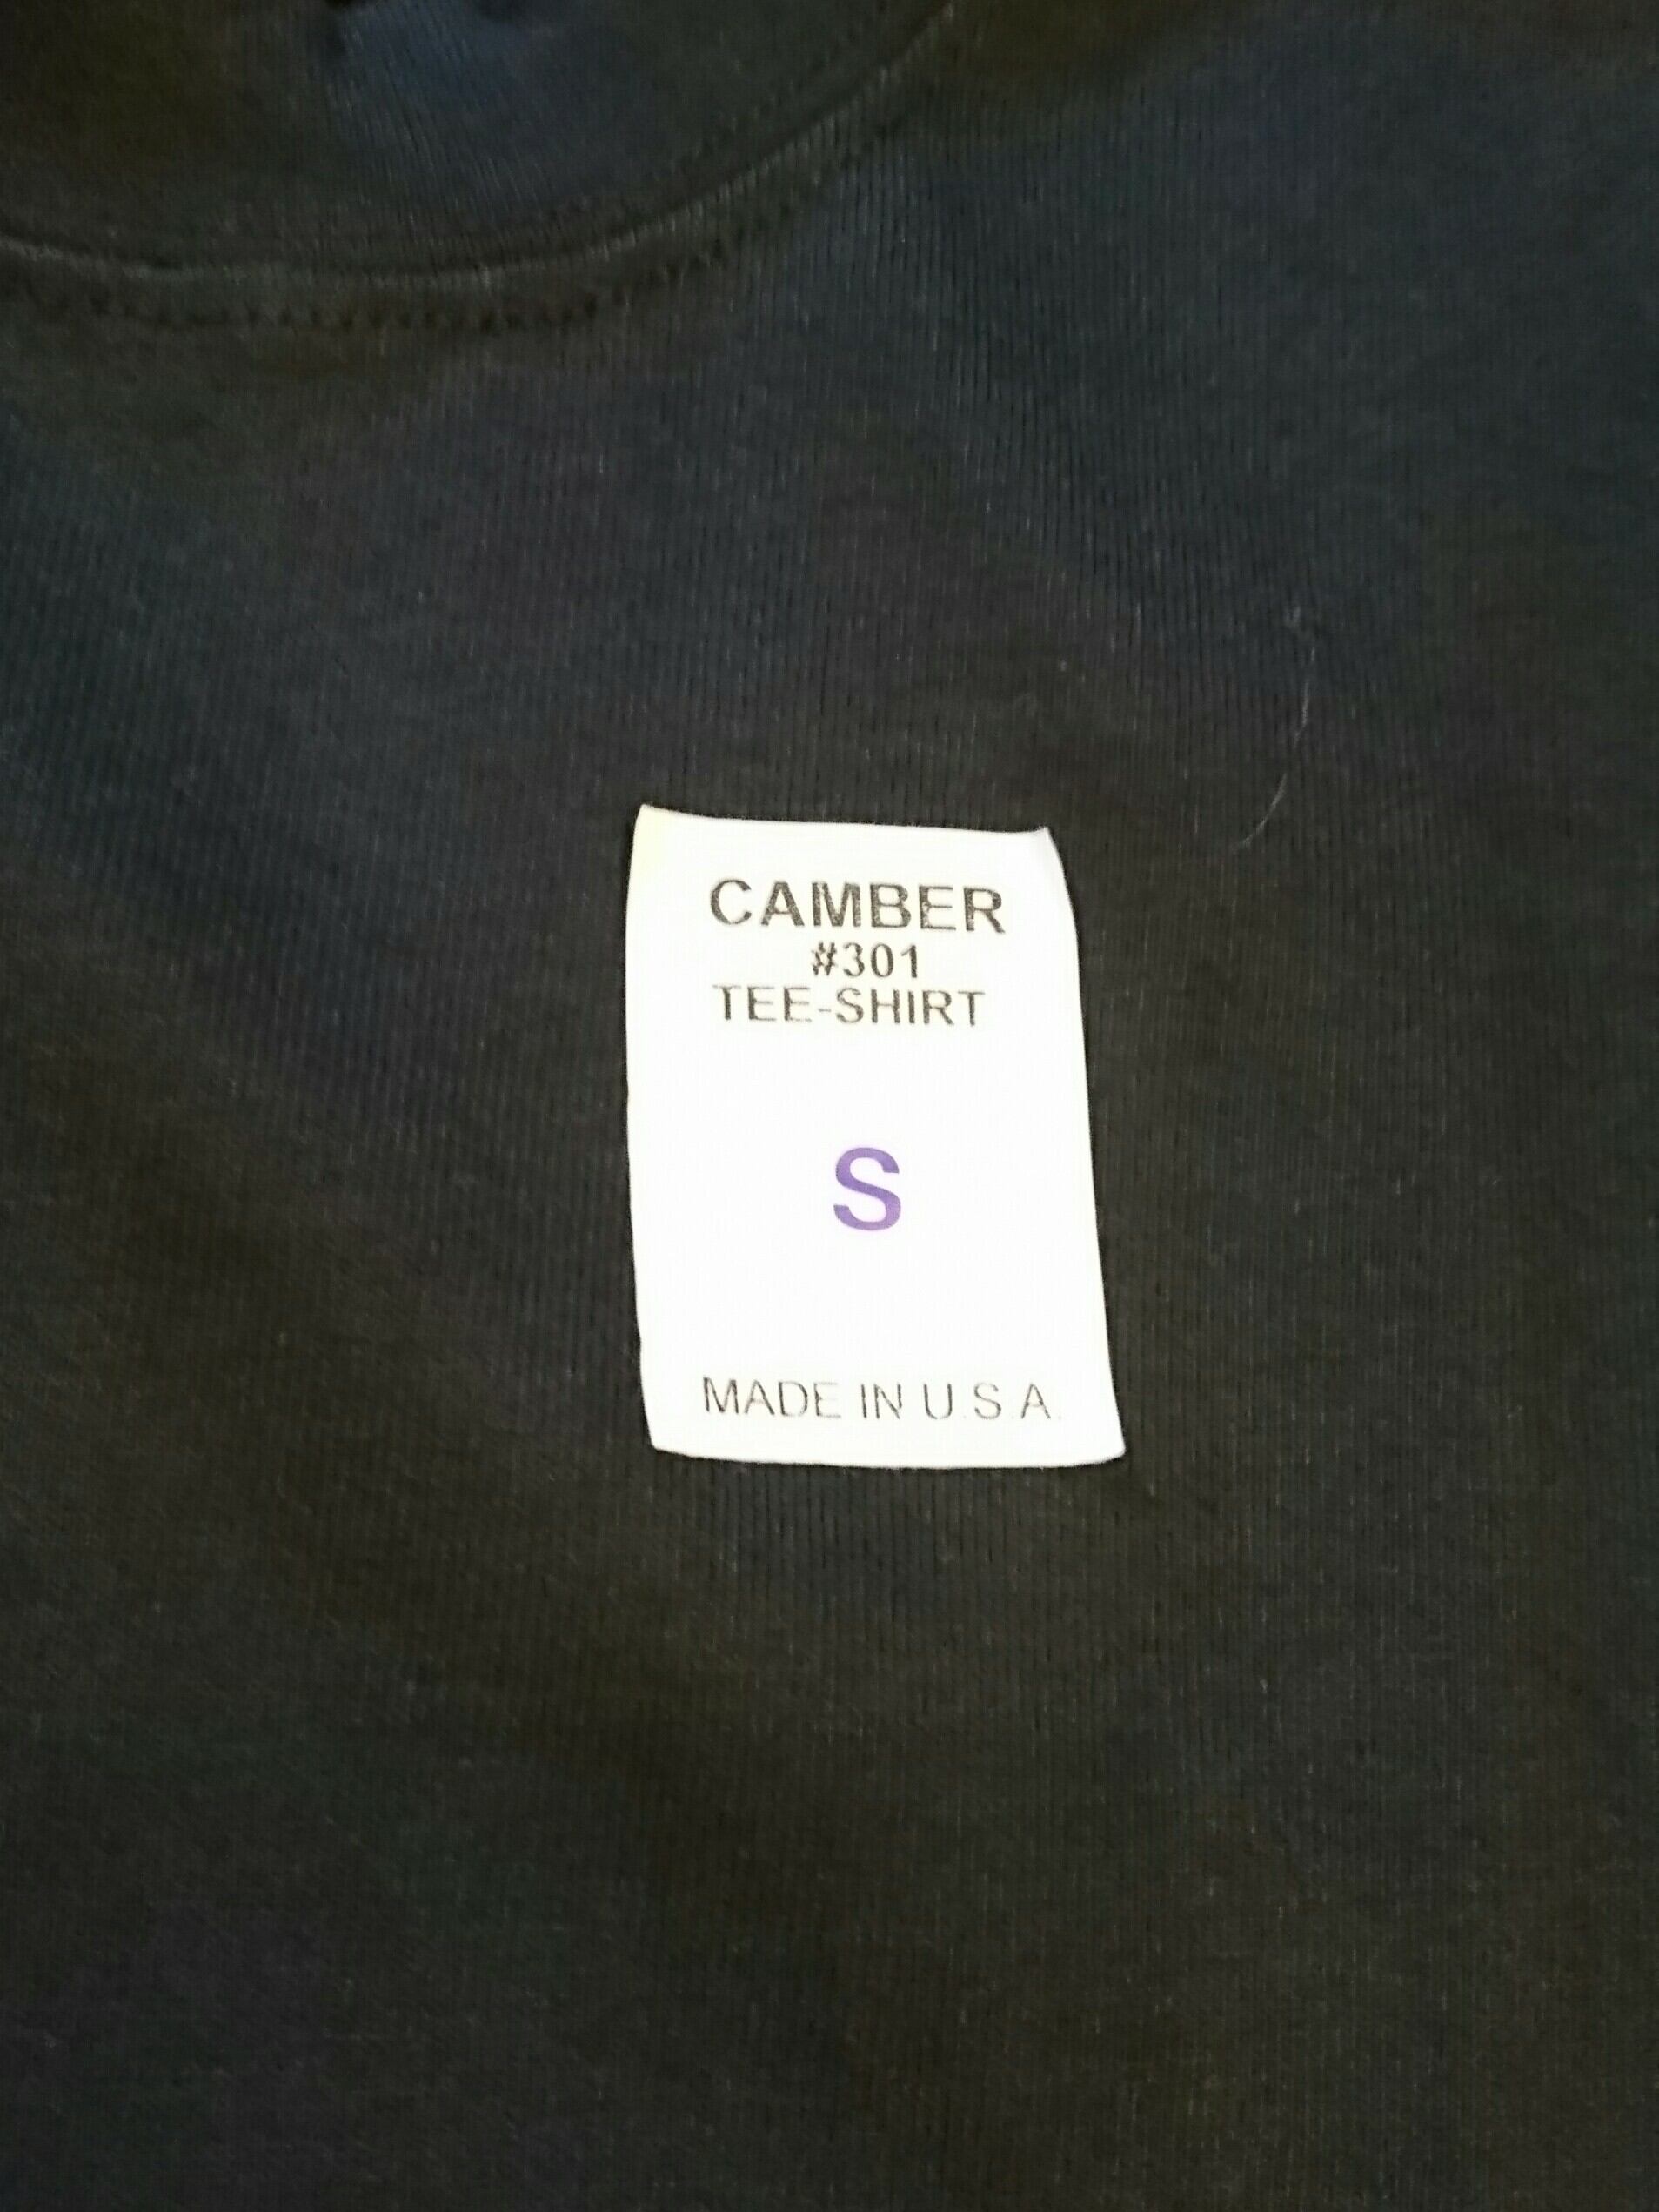 CAMBER
#301
TEE-SHIRT
S
MADE IN U.S.A.